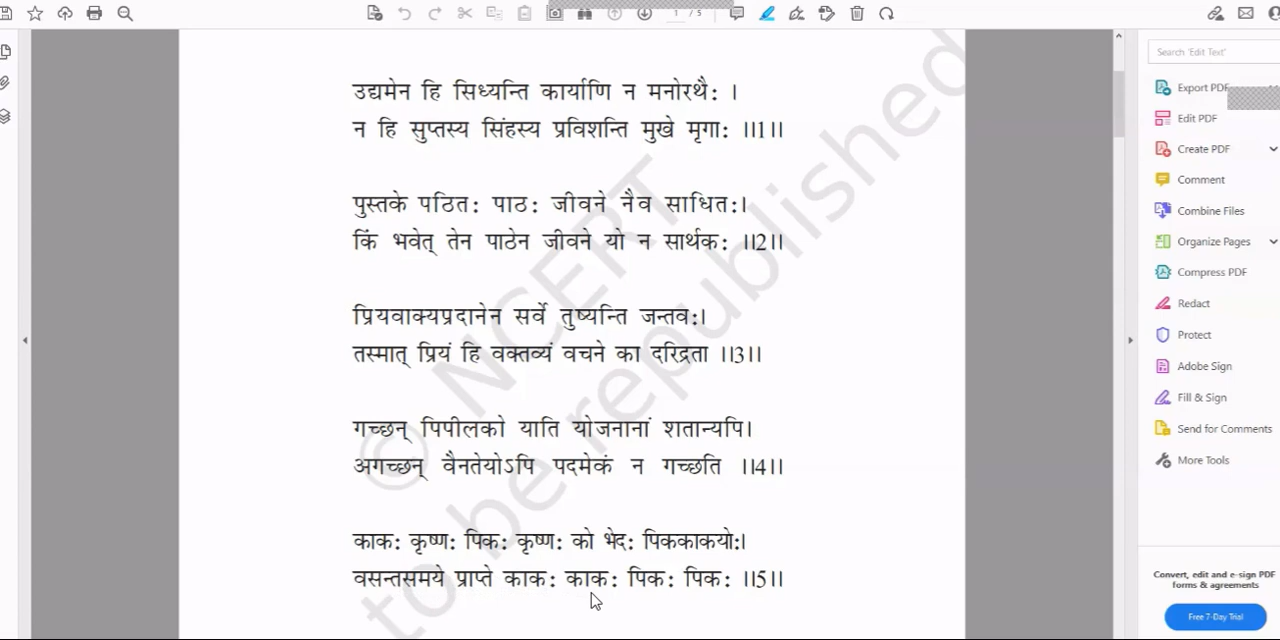 1 / 5
Search 'Edit Text'
उद्यमेन हि सिध्यन्ति कार्याणि न मनोरथै: ।
न हि सुप्तस्य सिंहस्य प्रविशन्ति मुखे मृगा: ।।1।।
पुस्तके पठित: पाठ: जीवने नैव साधित:।
किं भवेत् तेन पाठेन जीवने यो न सार्थक: ।।2।।
प्रियवाक्यप्रदानेन सर्वे तुष्यन्ति जन्तव:।
तस्मात् प्रियं हि वक्तव्यं वचने का दरिद्रता ।।3।।
गच्छन् पिपीलको याति योजनानां शतान्यपि।
अगच्छन् वैनतेयोऽपि पदमेकं न गच्छति ।।4।।
काक: कृष्ण: पिक: कृष्ण: को भेद: पिककाकयो:।
वसन्तसमये प्राप्ते काक: काक: पिक: पिक: ।।5।।
© NCERT
to be republished
Export PDF
Edit PDF
Create PDF
Comment
Combine Files
Organize Pages
Compress PDF
Redact
Protect
Adobe Sign
Fill & Sign
Send for Comments
More Tools
Convert, edit and e-sign PDF
forms & agreements
Free 7-Day Trial